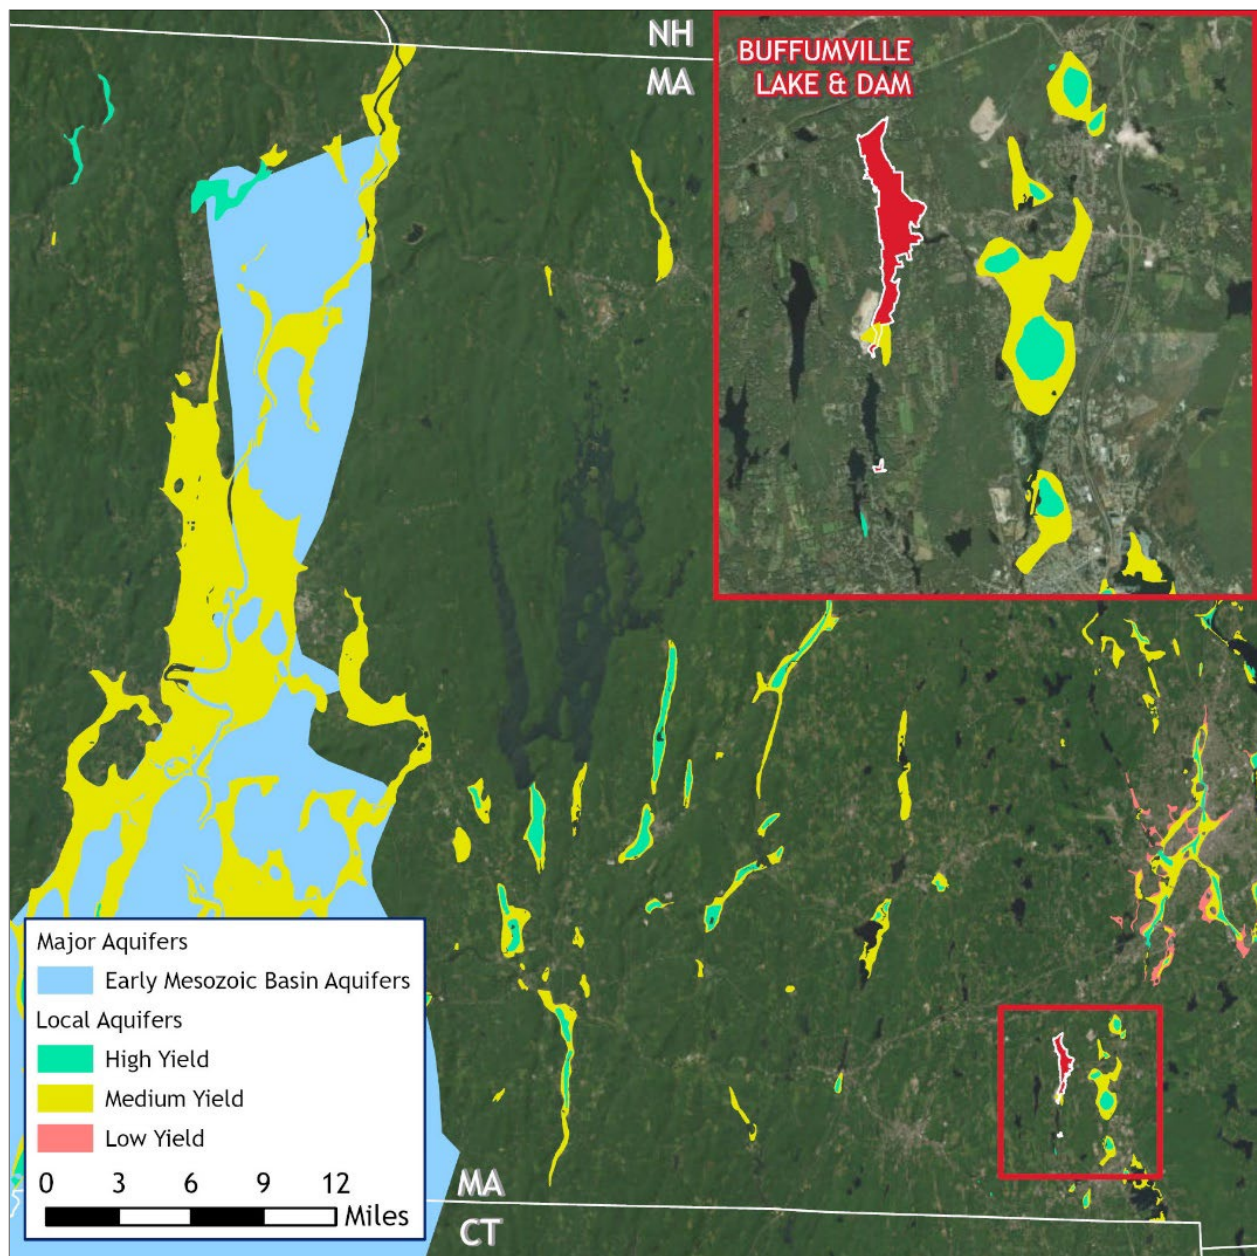 NH
MA
BUFFUMVILLE
LAKE & DAM
Major Aquifers
Early Mesozoic Basin Aquifers
Local Aquifers
High Yield
Medium Yield
Low Yield
0 3 6 9 12
Miles
MA
CT